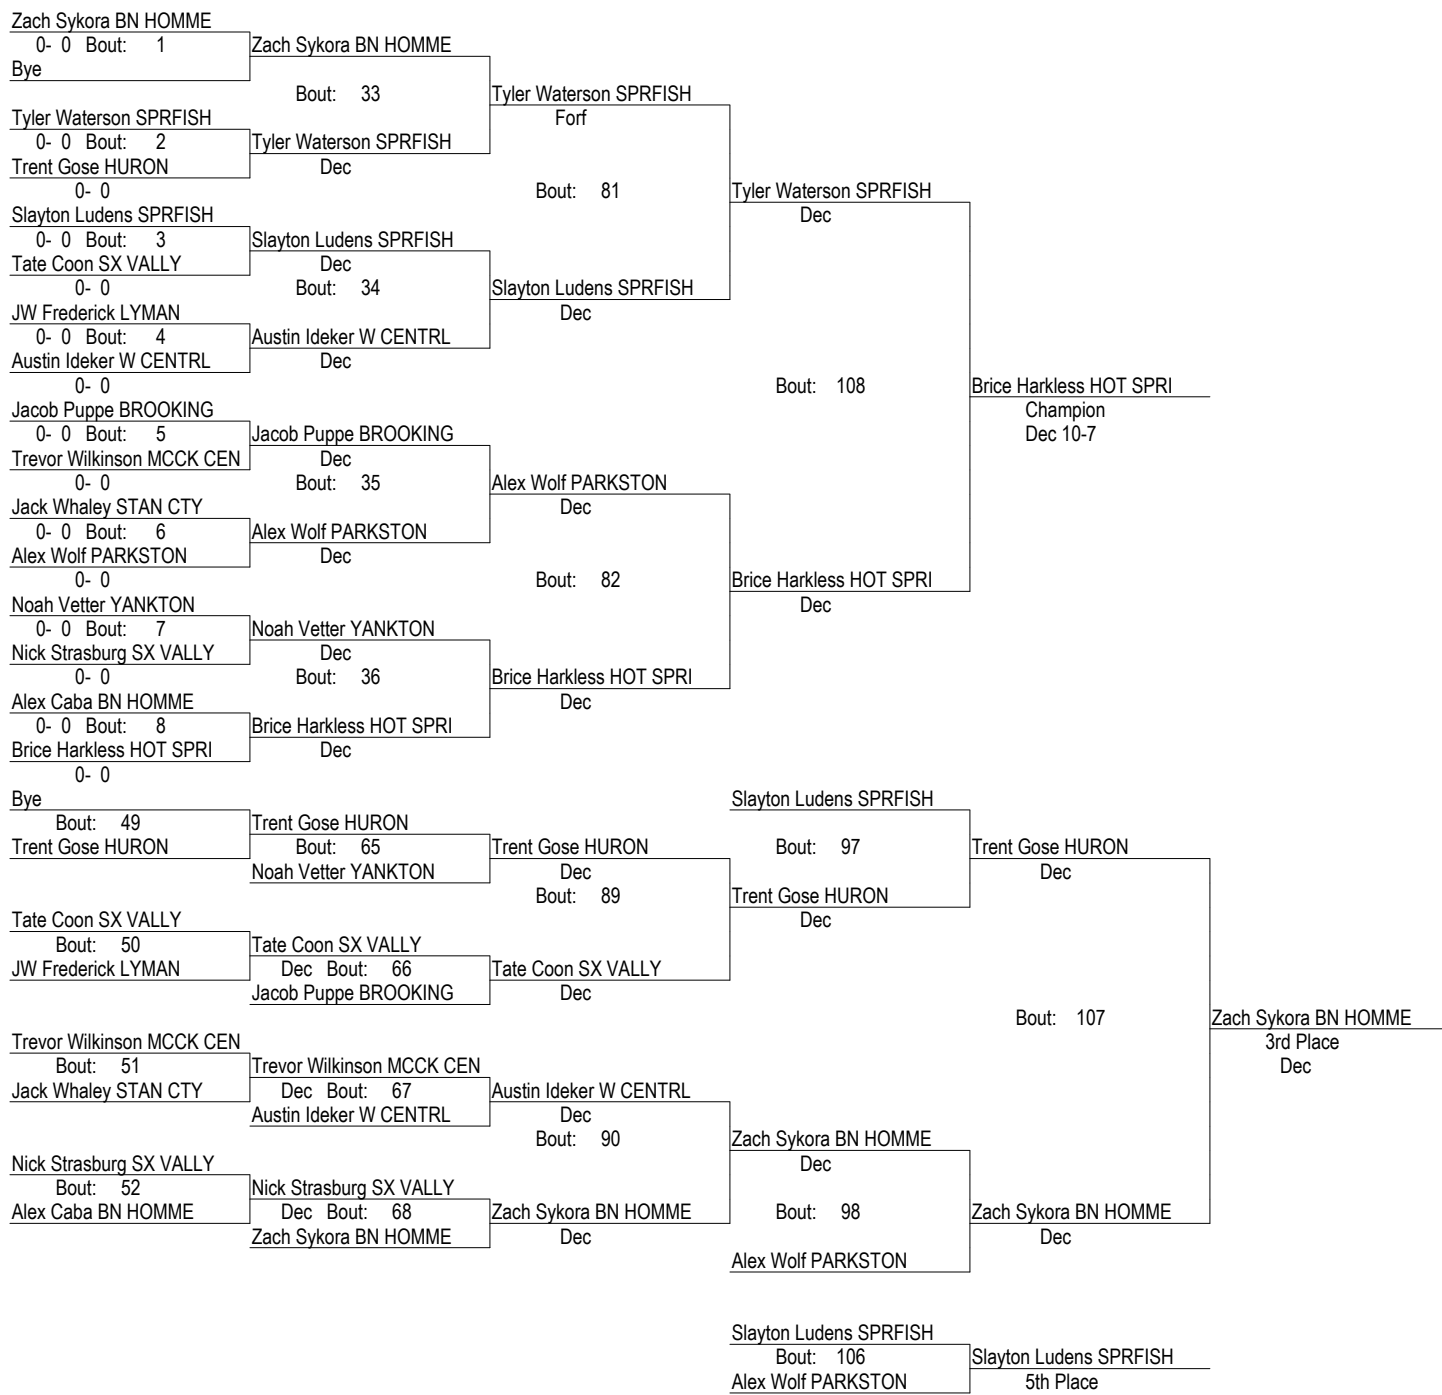 Zach Sykora BN HOMME
0- 0 Bout: 1
Zach Sykora BN HOMME
Bye
Bout: 33
Tyler Waterson SPRFISH
Forf
Tyler Waterson SPRFISH
0- 0 Bout: 2
Tyler Waterson SPRFISH
Trent Gose HURON
Dec
0- 0
Bout: 81
Tyler Waterson SPRFISH
Slayton Ludens SPRFISH
Dec
0- 0 Bout: 3
Slayton Ludens SPRFISH
Tate Coon SX VALLY
Dec
0- 0
Bout: 34
Slayton Ludens SPRFISH
JW Frederick LYMAN
Dec
0- 0 Bout: 4
Austin Ideker W CENTRL
Austin Ideker W CENTRL
Dec
0- 0
Bout: 108
Brice Harkless HOT SPRI
Jacob Puppe BROOKING
Champion
0- 0 Bout: 5
Jacob Puppe BROOKING
Dec 10-7
Trevor Wilkinson MCCK CEN
Dec
0- 0
Bout: 35
Alex Wolf PARKSTON
Jack Whaley STAN CTY
Dec
0- 0 Bout: 6
Alex Wolf PARKSTON
Alex Wolf PARKSTON
Dec
0- 0
Bout: 82
Brice Harkless HOT SPRI
Noah Vetter YANKTON
Dec
0- 0 Bout: 7
Noah Vetter YANKTON
Nick Strasburg SX VALLY
Dec
0- 0
Bout: 36
Brice Harkless HOT SPRI
Alex Caba BN HOMME
Dec
0- 0 Bout: 8
Brice Harkless HOT SPRI
Brice Harkless HOT SPRI
Dec
0- 0
Bye
Slayton Ludens SPRFISH
Bout: 49
Trent Gose HURON
Trent Gose HURON
Bout: 65
Trent Gose HURON
Bout: 97
Trent Gose HURON
Noah Vetter YANKTON
Dec
Dec
Bout: 89
Trent Gose HURON
Tate Coon SX VALLY
Dec
Bout: 50
Tate Coon SX VALLY
JW Frederick LYMAN
Dec Bout: 66
Tate Coon SX VALLY
Jacob Puppe BROOKING
Dec
Bout: 107
Zach Sykora BN HOMME
Trevor Wilkinson MCCK CEN
3rd Place
Bout: 51
Trevor Wilkinson MCCK CEN
Dec
Jack Whaley STAN CTY
Dec Bout: 67
Austin Ideker W CENTRL
Austin Ideker W CENTRL
Dec
Bout: 90
Zach Sykora BN HOMME
Nick Strasburg SX VALLY
Dec
Bout: 52
Nick Strasburg SX VALLY
Alex Caba BN HOMME
Dec Bout: 68
Zach Sykora BN HOMME
Bout: 98
Zach Sykora BN HOMME
Zach Sykora BN HOMME
Dec
Dec
Alex Wolf PARKSTON
Slayton Ludens SPRFISH
Bout: 106
Slayton Ludens SPRFISH
Alex Wolf PARKSTON
5th Place